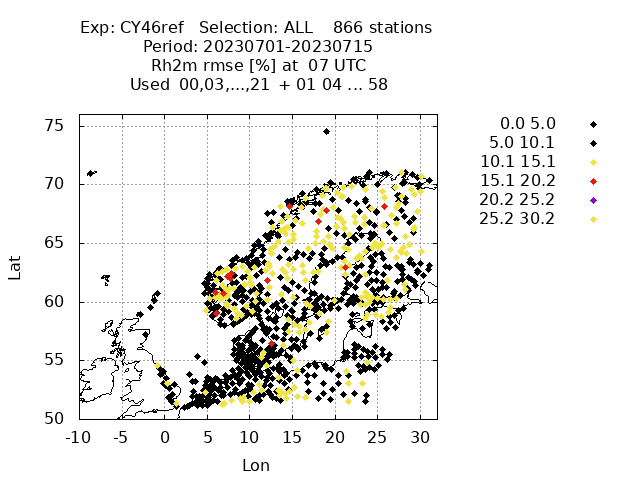 Exp: CY46ref   Selection: ALL    866 stations
Period: 20230701-20230715
Rh2m rmse [%] at  07 UTC
Used  00,03,...,21  + 01 04 ... 58
0.0 5.0
5.0 10.1
10.1 15.1
15.1 20.2
20.2 25.2
25.2 30.2
75
70
65
60
55
50
Lat
-10 -5 0 5 10 15 20 25 30
Lon